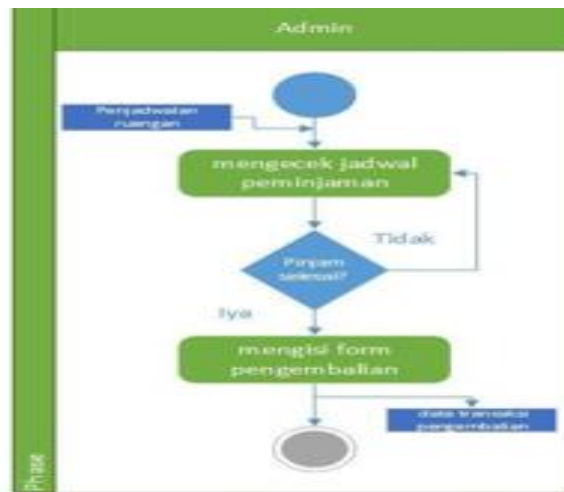 Admin
Penjadwalan
ruangan
mengecek jadwal
peminjaman
Tidak
Pinjam
selesai?
Iya
mengisi form
pengembalian
data transaksi
pengembalian
Phase